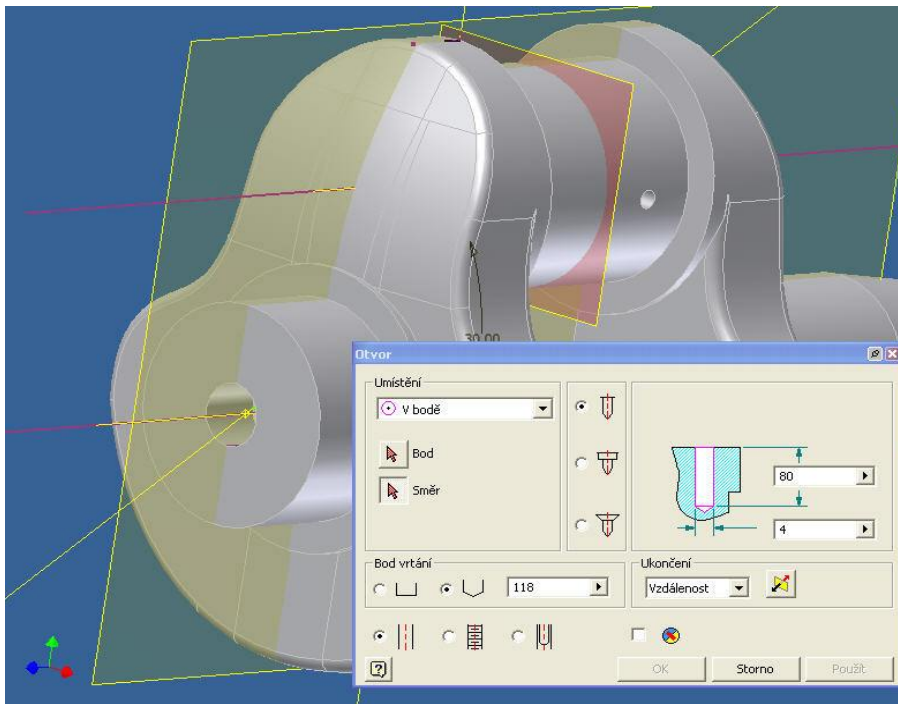 30.00
Otvor
Umístění
V bodě
Bod
Směr
80
4
Bod vrtání
118
Ukončení
Vzdálenost
OK
Storno
Použít